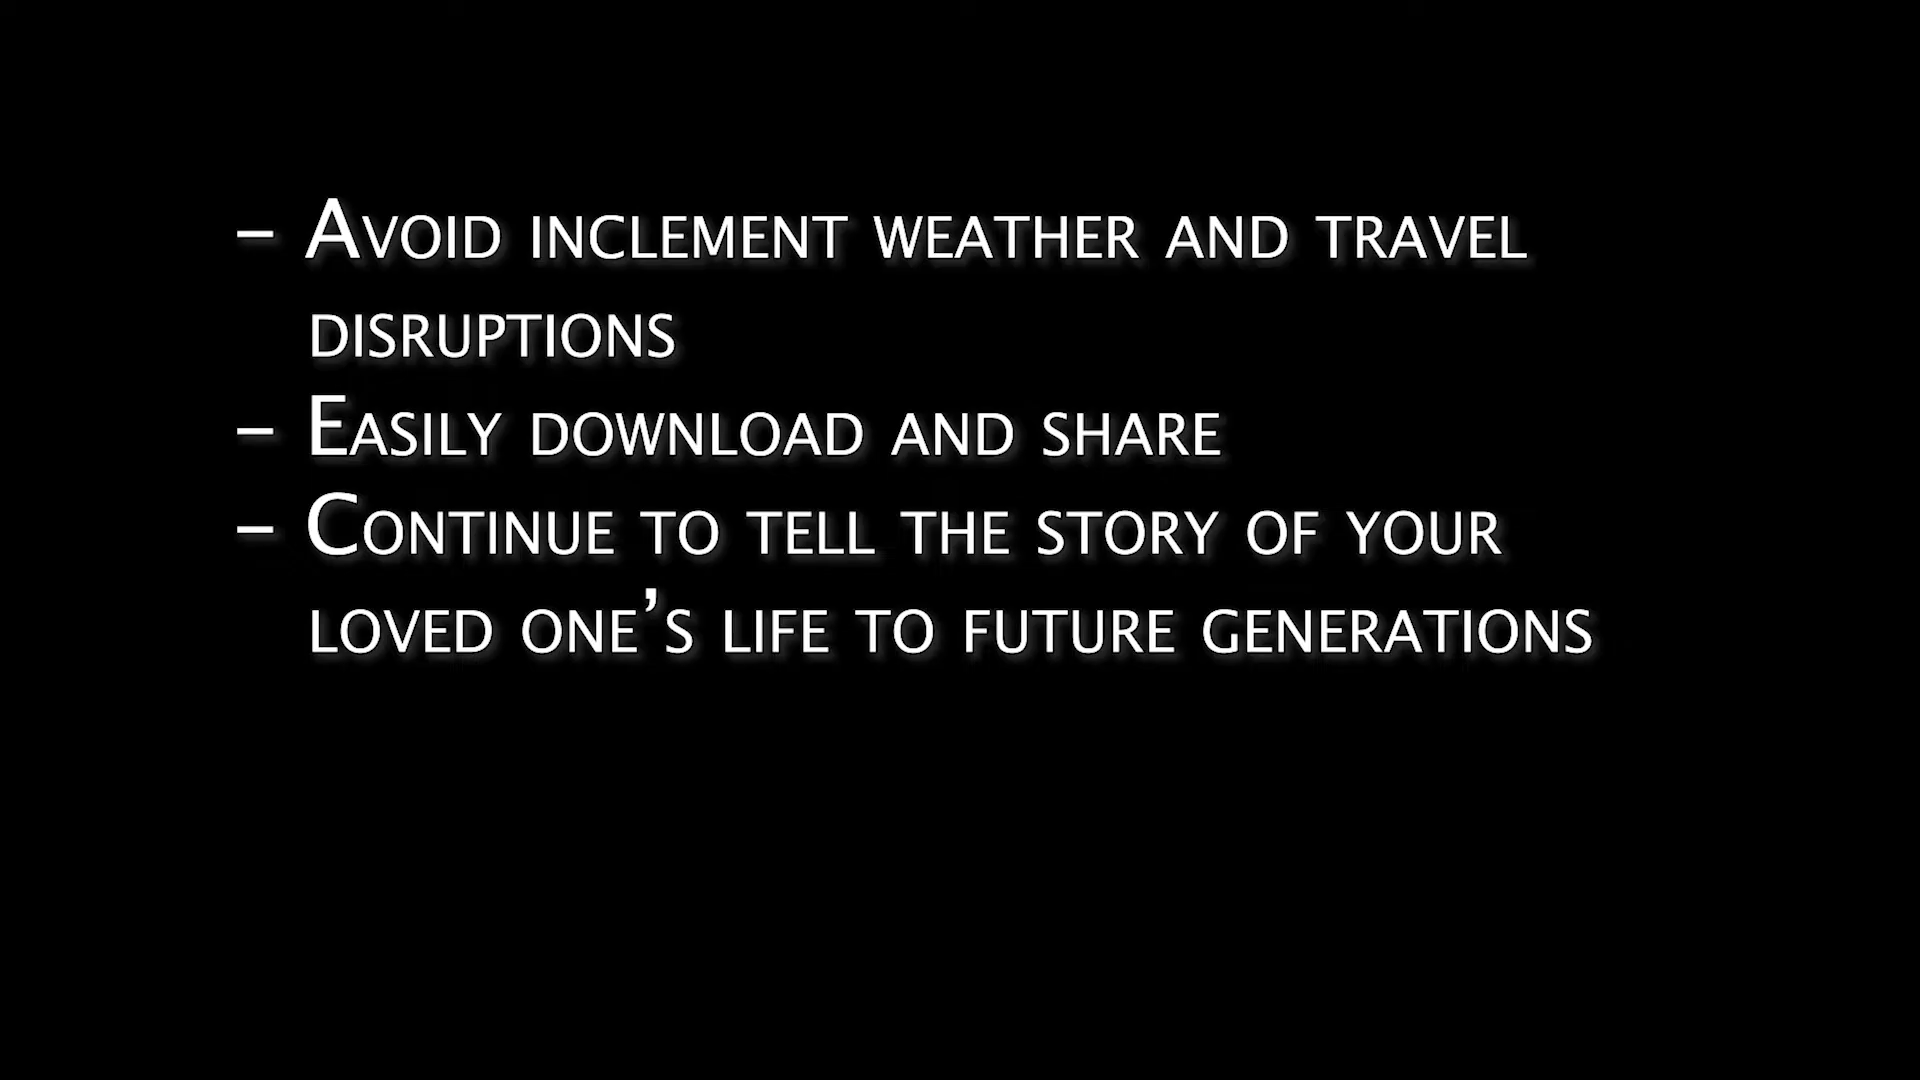 – Avoid inclement weather and travel
disruptions
– Easily download and share
– Continue to tell the story of your
loved one’s life to future generations